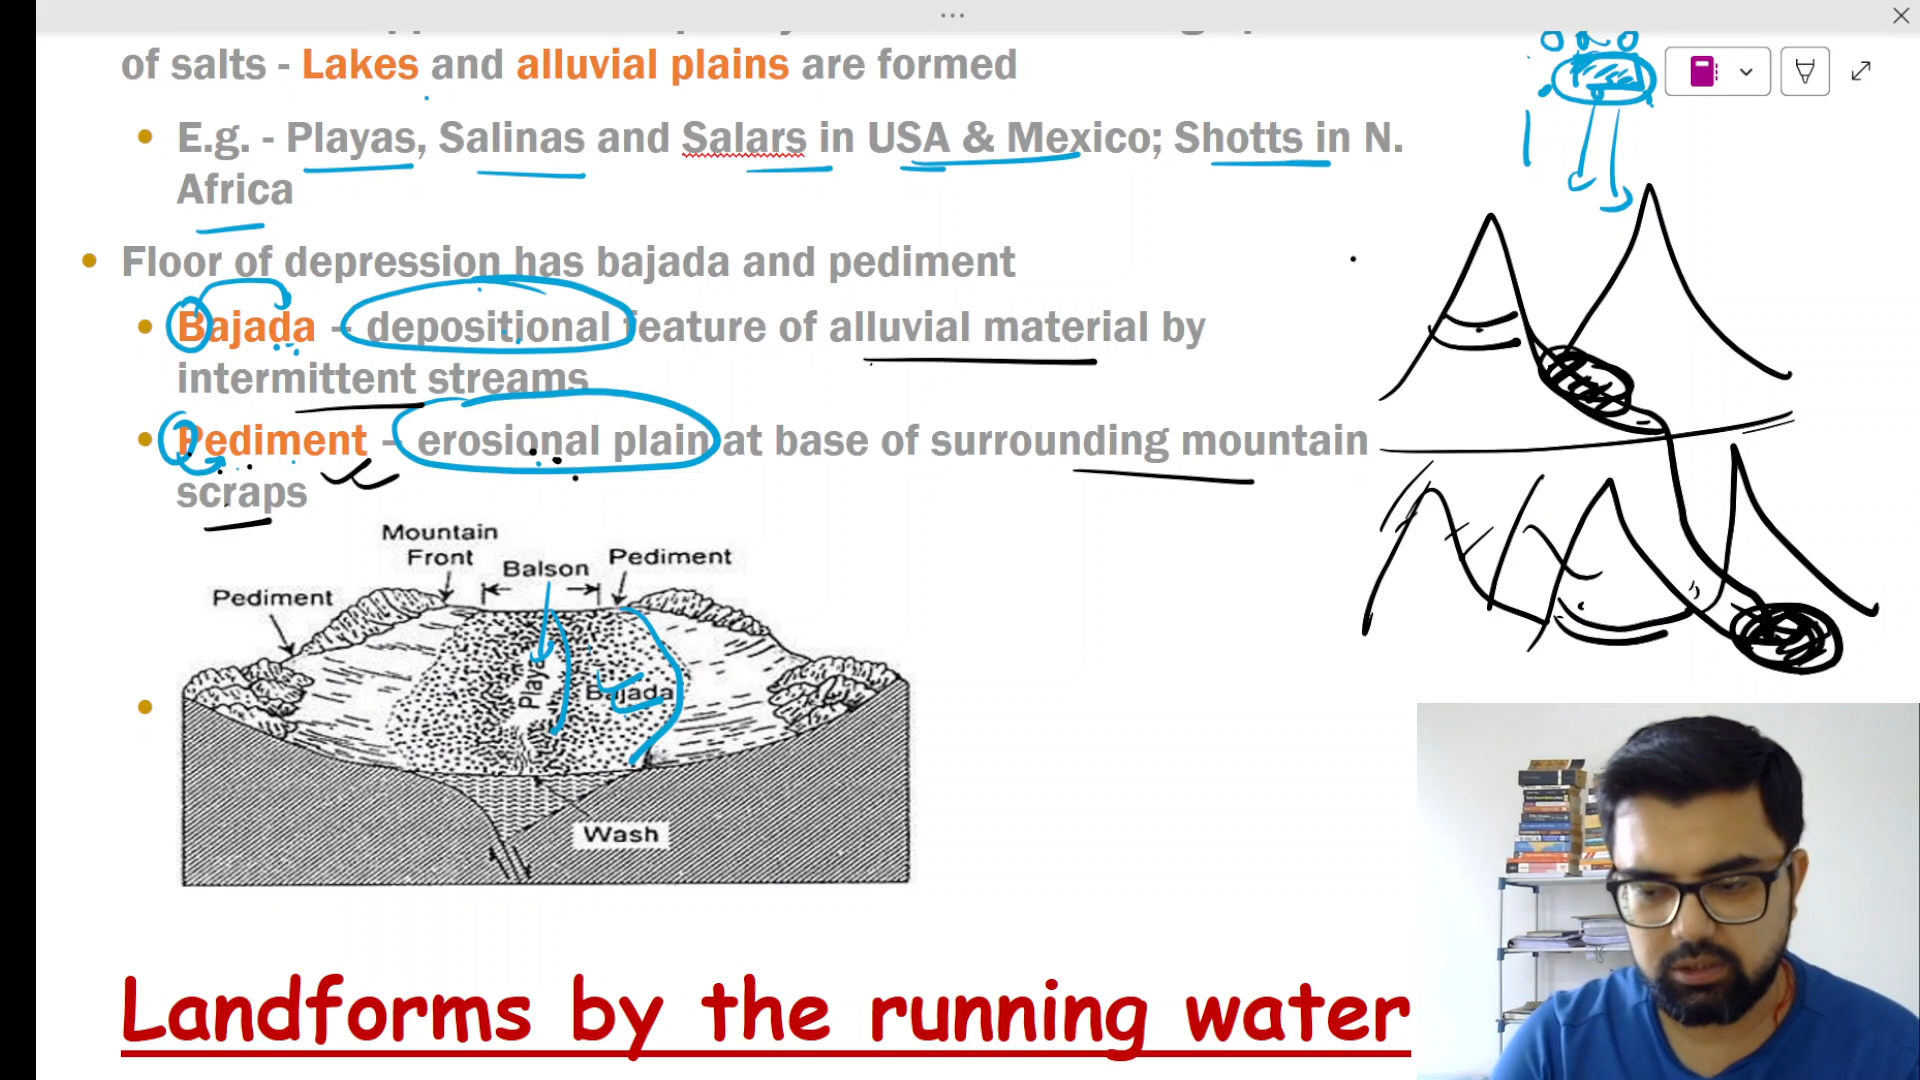 of salts - Lakes and alluvial plains are formed
E.g. - Playas, Salinas and Salars in USA & Mexico; Shotts in N.
Africa
Floor of depression has bajada and pediment
Bajada – depositional feature of alluvial material by
intermittent streams
Pediment – erosional plain at base of surrounding mountain
scraps
Mountain
Front
Balson
Pediment
Pediment
Playa
Bajada
Wash
Landforms by the running water